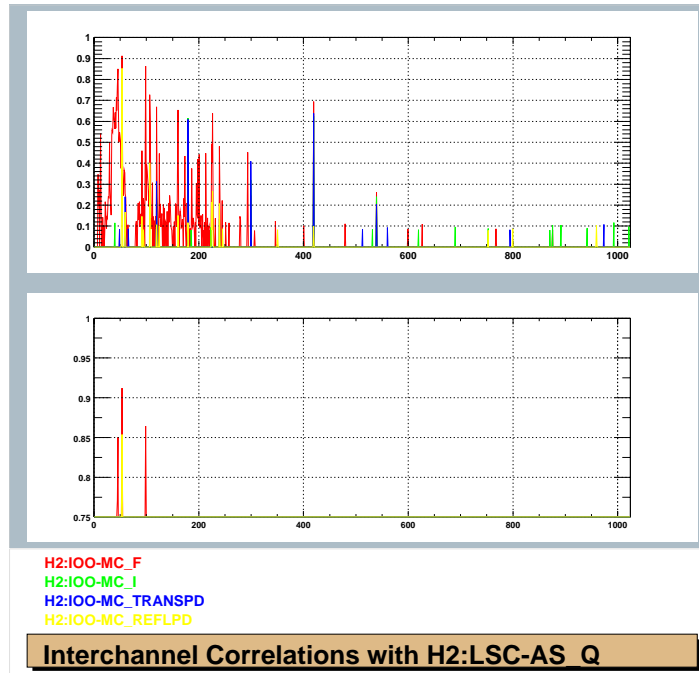 1
0.9
0.8
0.7
0.6
0.5
0.4
0.3
0.2
0.1
0
0 200 400 600 800 1000
1
0.95
0.9
0.85
0.8
0.75
0 200 400 600 800 1000
H2:IOO-MC_F
H2:IOO-MC_I
H2:IOO-MC_TRANSPD
H2:IOO-MC_REFLPD
Interchannel Correlations with H2:LSC-AS_Q